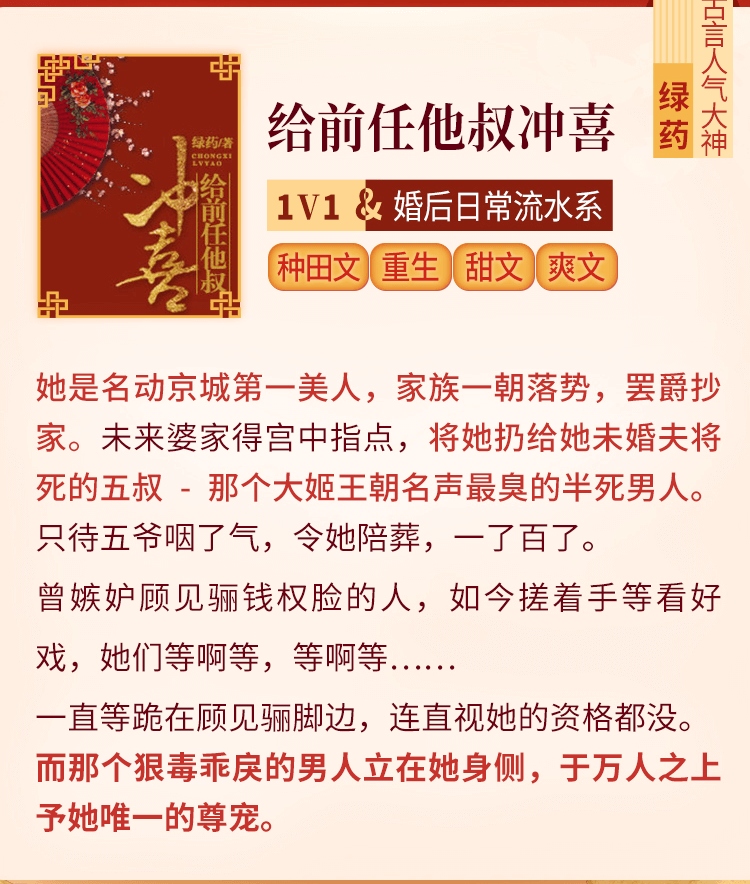 古言人气大神
绿药
绿药/著
CHONGXI
LVYAO
给前任他叔
冲喜
给前任他叔冲喜
1V1 & 婚后日常流水系
种田文 重生 甜文 爽文
她是名动京城第一美人，家族一朝落势，罢爵抄
家。未来婆家得宫中指点，将她扔给她未婚夫将
死的五叔 - 那个大姬王朝名声最臭的半死男人。
只待五爷咽了气，令她陪葬，一了百了。
曾嫉妒顾见骊钱权脸的人，如今搓着手等看好
戏，她们等啊等，等啊等……
一直等跪在顾见骊脚边，连直视她的资格都没。
而那个狠毒乖戾的男人立在她身侧，于万人之上
予她唯一的尊宠。